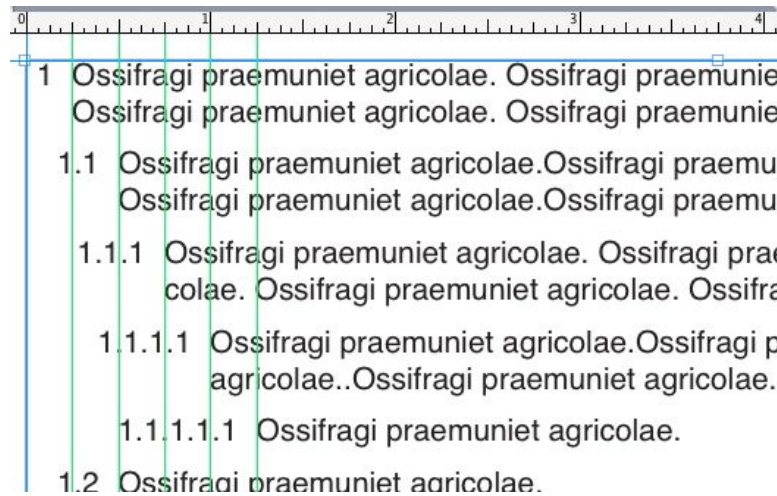 0 1 2 3 4
1 Ossifragi praemuniet agricolae. Ossifragi praemunie
Ossifragi praemuniet agricolae. Ossifragi praemunie
1.1 Ossifragi praemuniet agricolae.Ossifragi praemu
Ossifragi praemuniet agricolae.Ossifragi praemu
1.1.1 Ossifragi praemuniet agricolae. Ossifragi prae
colae. Ossifragi praemuniet agricolae. Ossifra
1.1.1.1 Ossifragi praemuniet agricolae.Ossifragi p
agricolae..Ossifragi praemuniet agricolae.
1.1.1.1.1 Ossifragi praemuniet agricolae.
1.2 Ossifragi praemuniet agricolae.